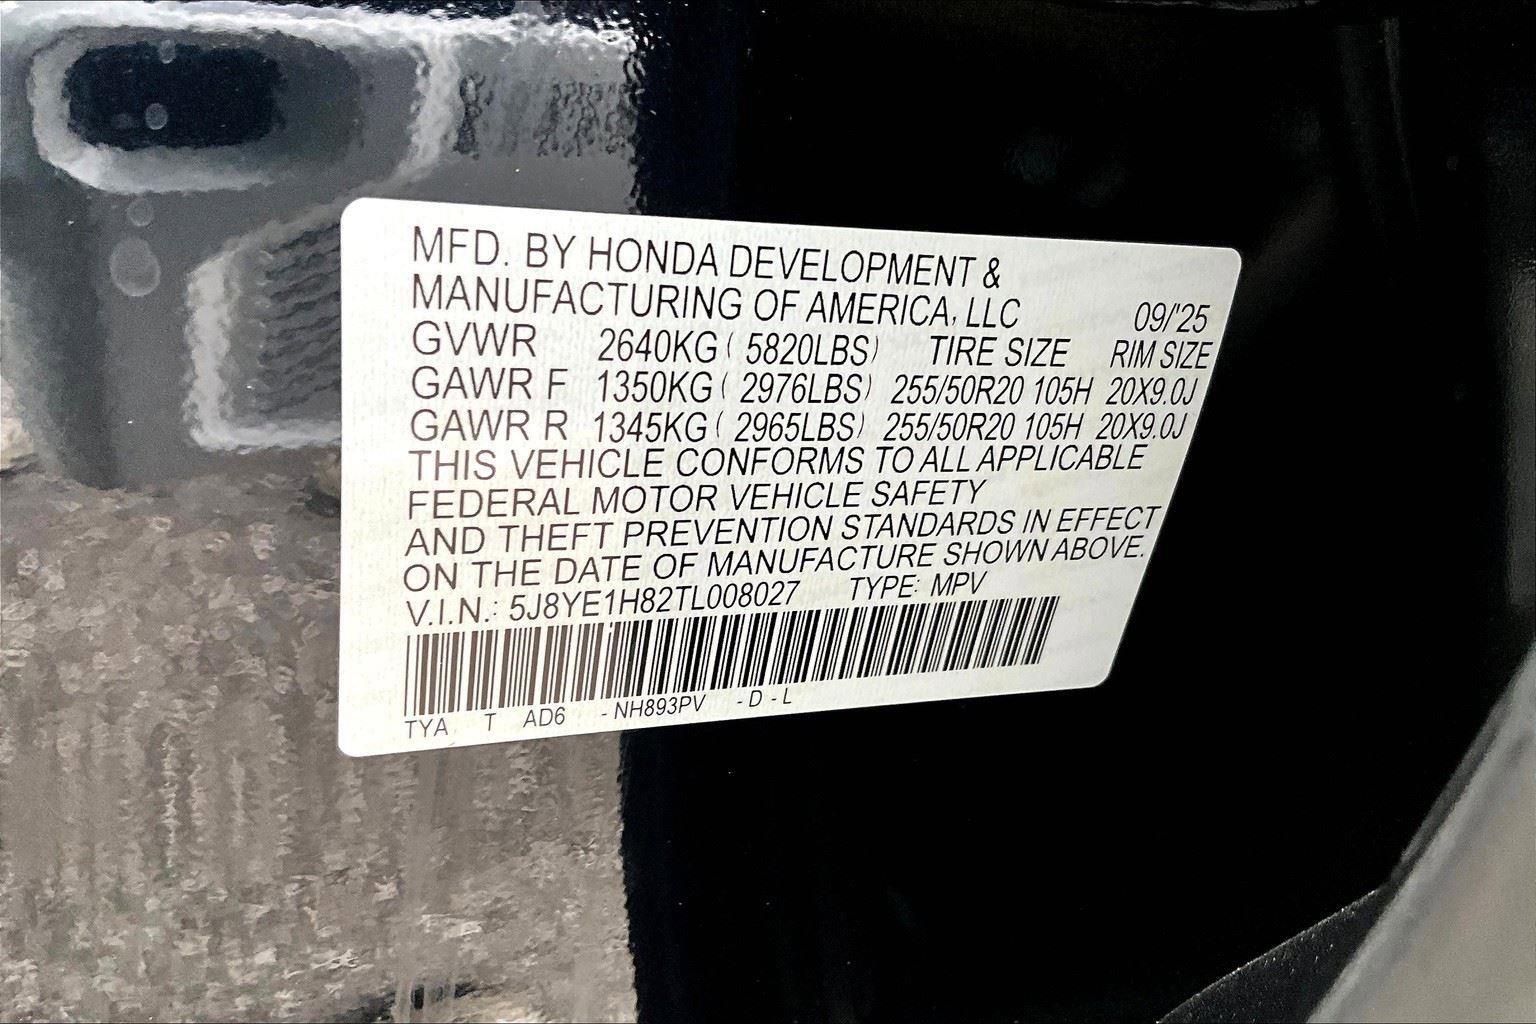 MFD. BY HONDA DEVELOPMENT &
MANUFACTURING OF AMERICA, LLC 09/'25
GVWR 2640KG ( 5820LBS) TIRE SIZE RIM SIZE
GAWR F 1350KG ( 2976LBS) 255/50R20 105H 20X9.0J
GAWR R 1345KG ( 2965LBS) 255/50R20 105H 20X9.0J
THIS VEHICLE CONFORMS TO ALL APPLICABLE
FEDERAL MOTOR VEHICLE SAFETY
AND THEFT PREVENTION STANDARDS IN EFFECT
ON THE DATE OF MANUFACTURE SHOWN ABOVE.
V.I.N.: 5J8YE1H82TL008027 TYPE: MPV
TYA T AD6 - NH893PV - D - L